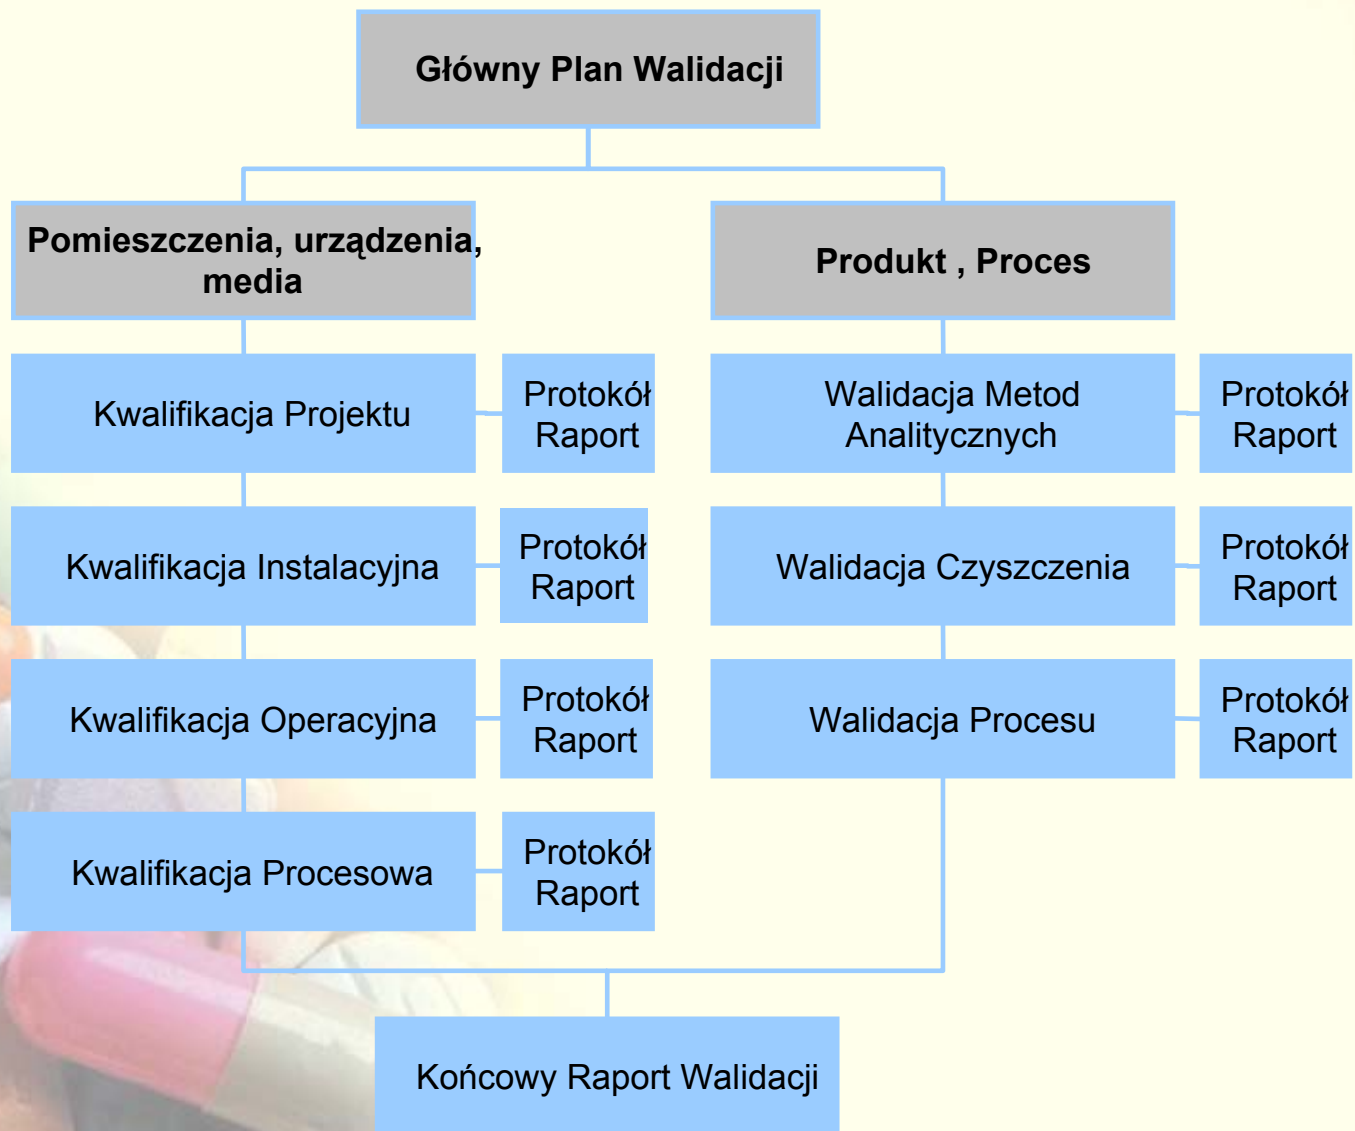 Główny Plan Walidacji
Pomieszczenia, urządzenia,
media
Produkt , Proces
Kwalifikacja Projektu
Protokół
Raport
Walidacja Metod
Analitycznych
Protokół
Raport
Kwalifikacja Instalacyjna
Protokół
Raport
Walidacja Czyszczenia
Protokół
Raport
Kwalifikacja Operacyjna
Protokół
Raport
Walidacja Procesu
Protokół
Raport
Kwalifikacja Procesowa
Protokół
Raport
Końcowy Raport Walidacji